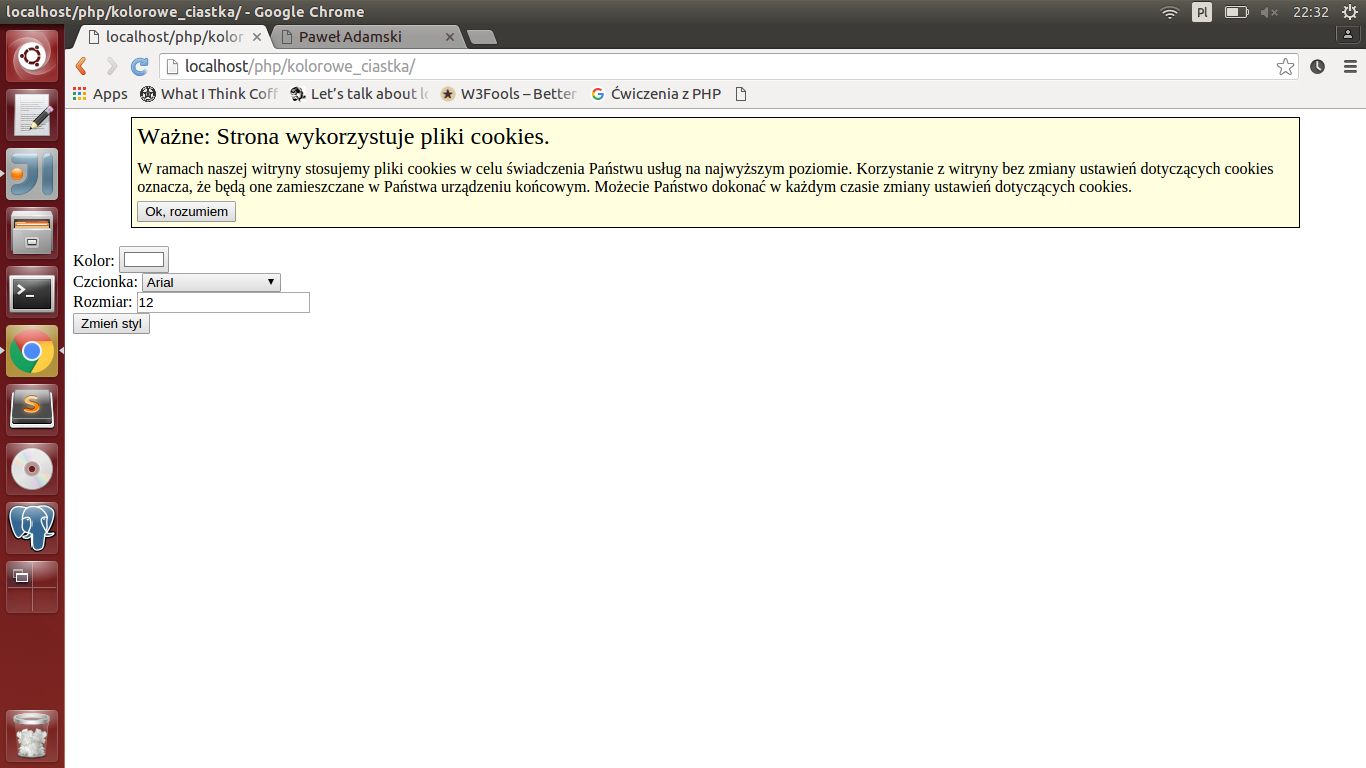 localhost/php/kolorowe_ciastka/ - Google Chrome
Pl
22:32
localhost/php/kolor
Paweł Adamski
localhost/php/kolorowe_ciastka/
Apps
What I Think Coff
Let's talk about lo
W3Fools – Better
Ćwiczenia z PHP
Ważne: Strona wykorzystuje pliki cookies.
W ramach naszej witryny stosujemy pliki cookies w celu świadczenia Państwu usług na najwyższym poziomie. Korzystanie z witryny bez zmiany ustawień dotyczących cookies
oznacza, że będą one zamieszczane w Państwa urządzeniu końcowym. Możecie Państwo dokonać w każdym czasie zmiany ustawień dotyczących cookies.
Ok, rozumiem
Kolor:
Czcionka: Arial
Rozmiar: 12
Zmień styl